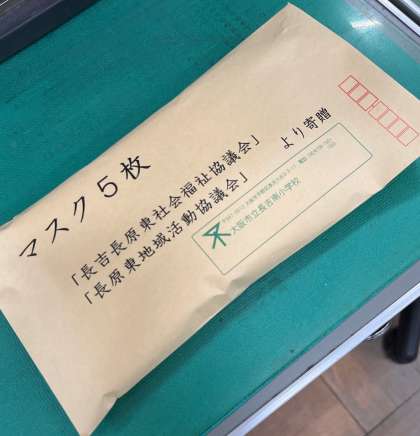 マスク5枚
「長吉長原東社会福祉協議会」
「長原東地域活動協議会」
より寄贈
大阪市立長吉南小学校